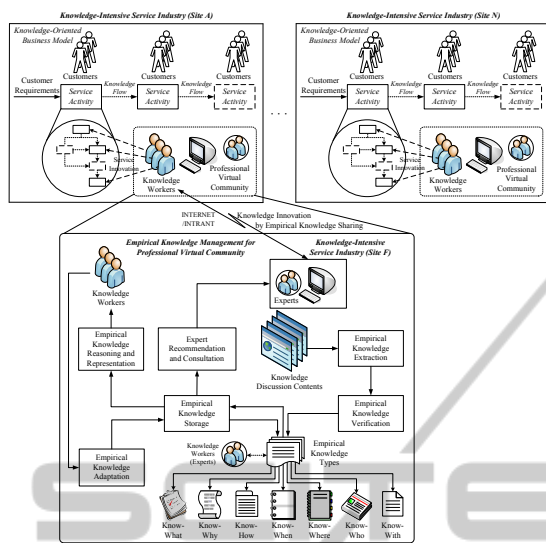 Knowledge-Intensive Service Industry (Site A)
Knowledge-Oriented
Business Model
Customers
Customers
Customers
Customer
Requirements
Service
Activity
Knowledge
Flow
Service
Activity
Knowledge
Flow
Service
Activity
Service
Innovation
Knowledge
Workers
Professional
Virtual
Community
. . .
Knowledge-Intensive Service Industry (Site N)
Knowledge-Oriented
Business Model
Customers
Customers
Customers
Customer
Requirements
Service
Activity
Knowledge
Flow
Service
Activity
Knowledge
Flow
Service
Activity
Service
Innovation
Knowledge
Workers
Professional
Virtual
Community
INTERNET
/INTRANT
Knowledge Innovation
by Empirical Knowledge Sharing
Empirical Knowledge Management for
Professional Virtual Community
Knowledge-Intensive
Service Industry (Site F)
Knowledge
Workers
Experts
Empirical
Knowledge
Reasoning and
Representation
Expert
Recommendation
and Consultation
Knowledge
Discussion Contents
Empirical
Knowledge
Extraction
Empirical
Knowledge
Storage
Empirical
Knowledge
Verification
Empirical
Knowledge
Adaptation
Knowledge
Workers
(Experts)
Empirical
Knowledge
Types
Know-
What
Know-
Why
Know-
How
Know-
When
Know-
Where
Know-
Who
Know-
With